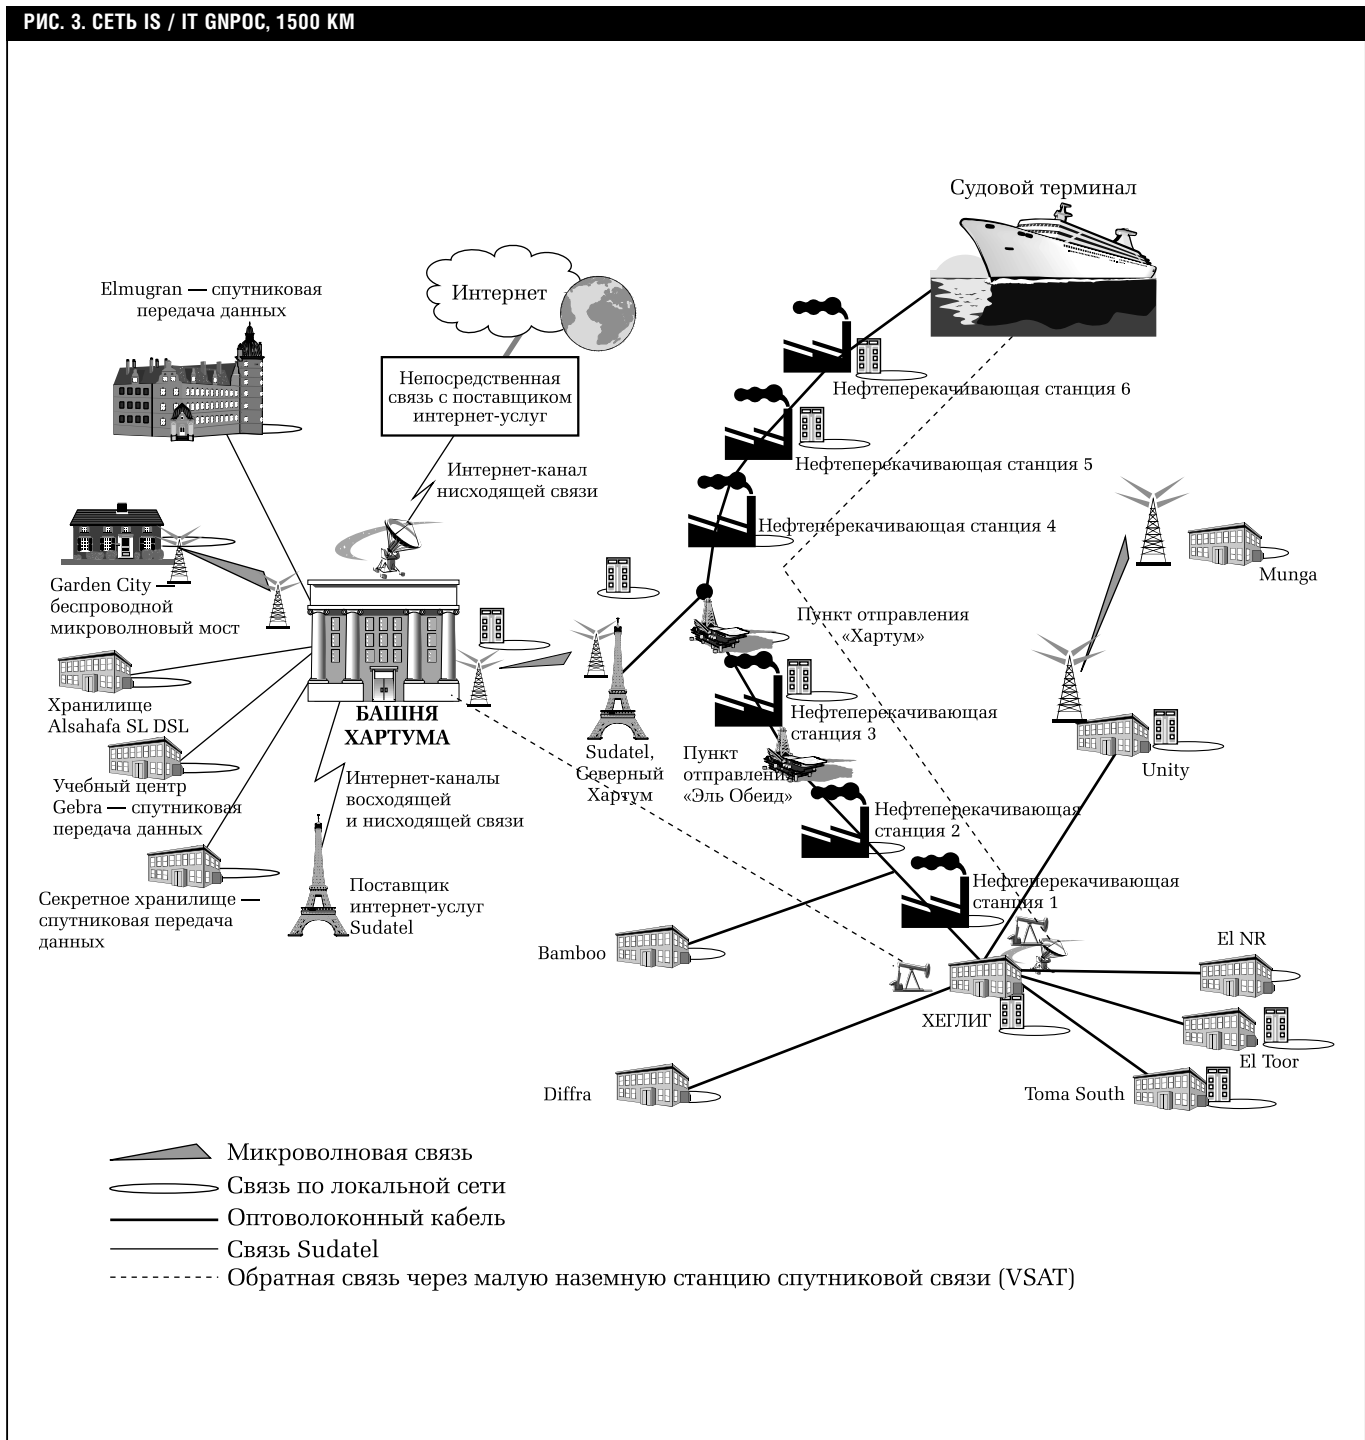 РИС. 3. СЕТЬ IS / IT GNPOC, 1500 КМ
Судовой терминал
Elmugran — спутниковая
передача данных
Интернет
Непосредственная
связь с поставщиком
интернет-услуг
Нефтеперекачивающая станция 6
Интернет-канал
нисходящей связи
Нефтеперекачивающая станция 5
Нефтеперекачивающая станция 4
Munga
Garden City —
беспроводной
микроволновый мост
Пункт отправления
«Хартум»
Хранилище
Alsahafa SL DSL
БАШНЯ
ХАРТУМА
Нефтеперекачивающая
станция 3
Sudatel,
Северный
Хартум
Пункт
отправления
«Эль Обеид»
Unity
Учебный центр
Gebra — спутниковая
передача данных
Интернет-каналы
восходящей
и нисходящей связи
Нефтеперекачивающая
станция 2
Секретное хранилище —
спутниковая передача
данных
Поставщик
интернет-услуг
Sudatel
Нефтеперекачивающая
станция 1
Bamboo
El NR
ХЕГЛИГ
El Toor
Diffra
Toma South
Микроволновая связь
Связь по локальной сети
Оптоволоконный кабель
Связь Sudatel
Обратная связь через малую наземную станцию спутниковой связи (VSAT)